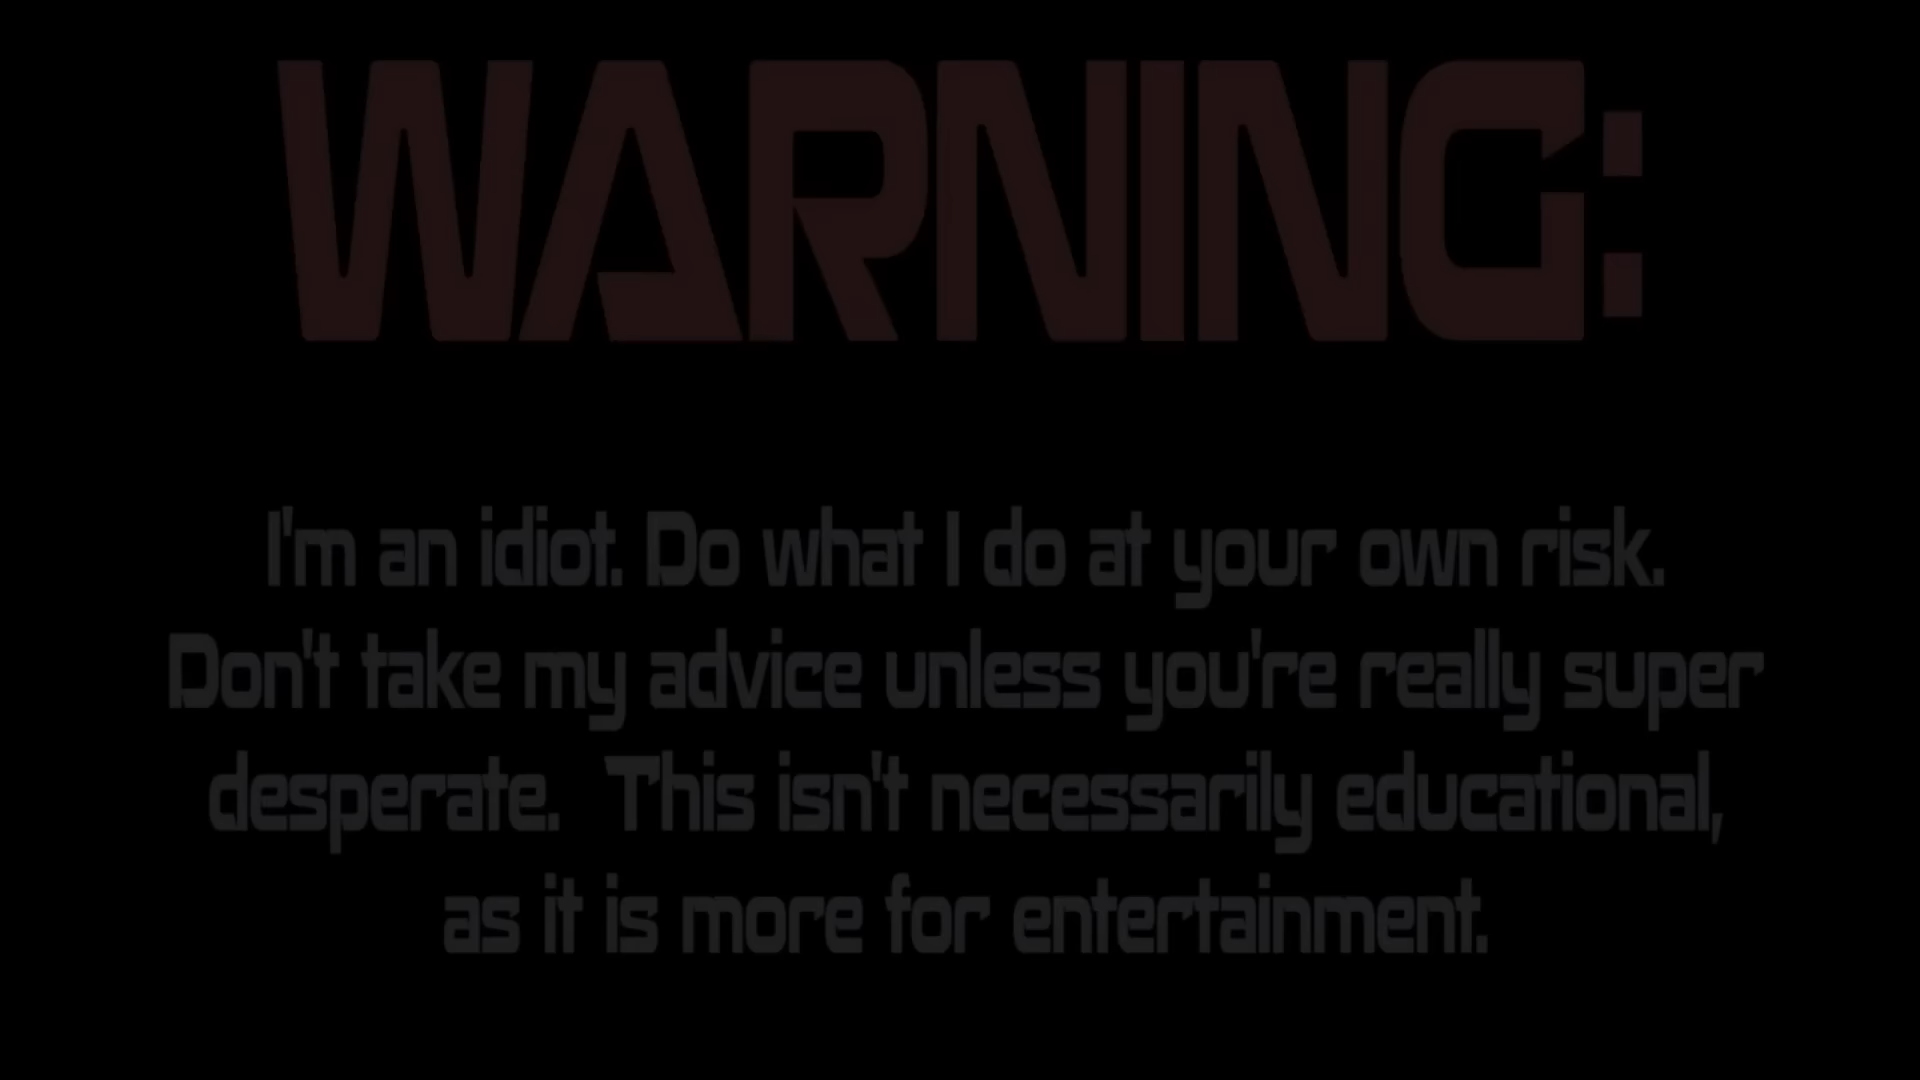 WARNING:
I'm an idiot. Do what I do at your own risk.
Don't take my advice unless you're really super
desperate.  This isn't necessarily educational,
as it is more for entertainment.